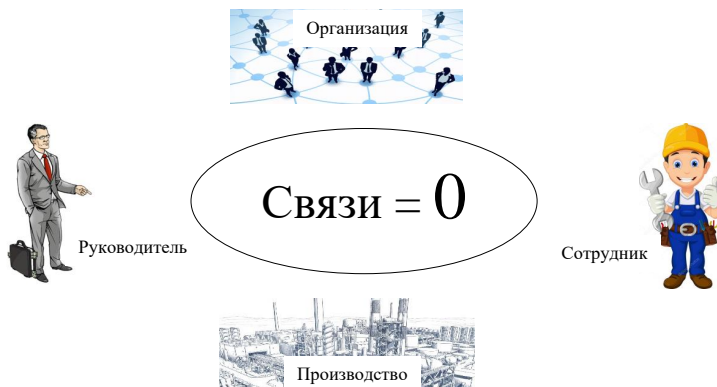 Организация
Связи = 0
Руководитель
Сотрудник
Производство